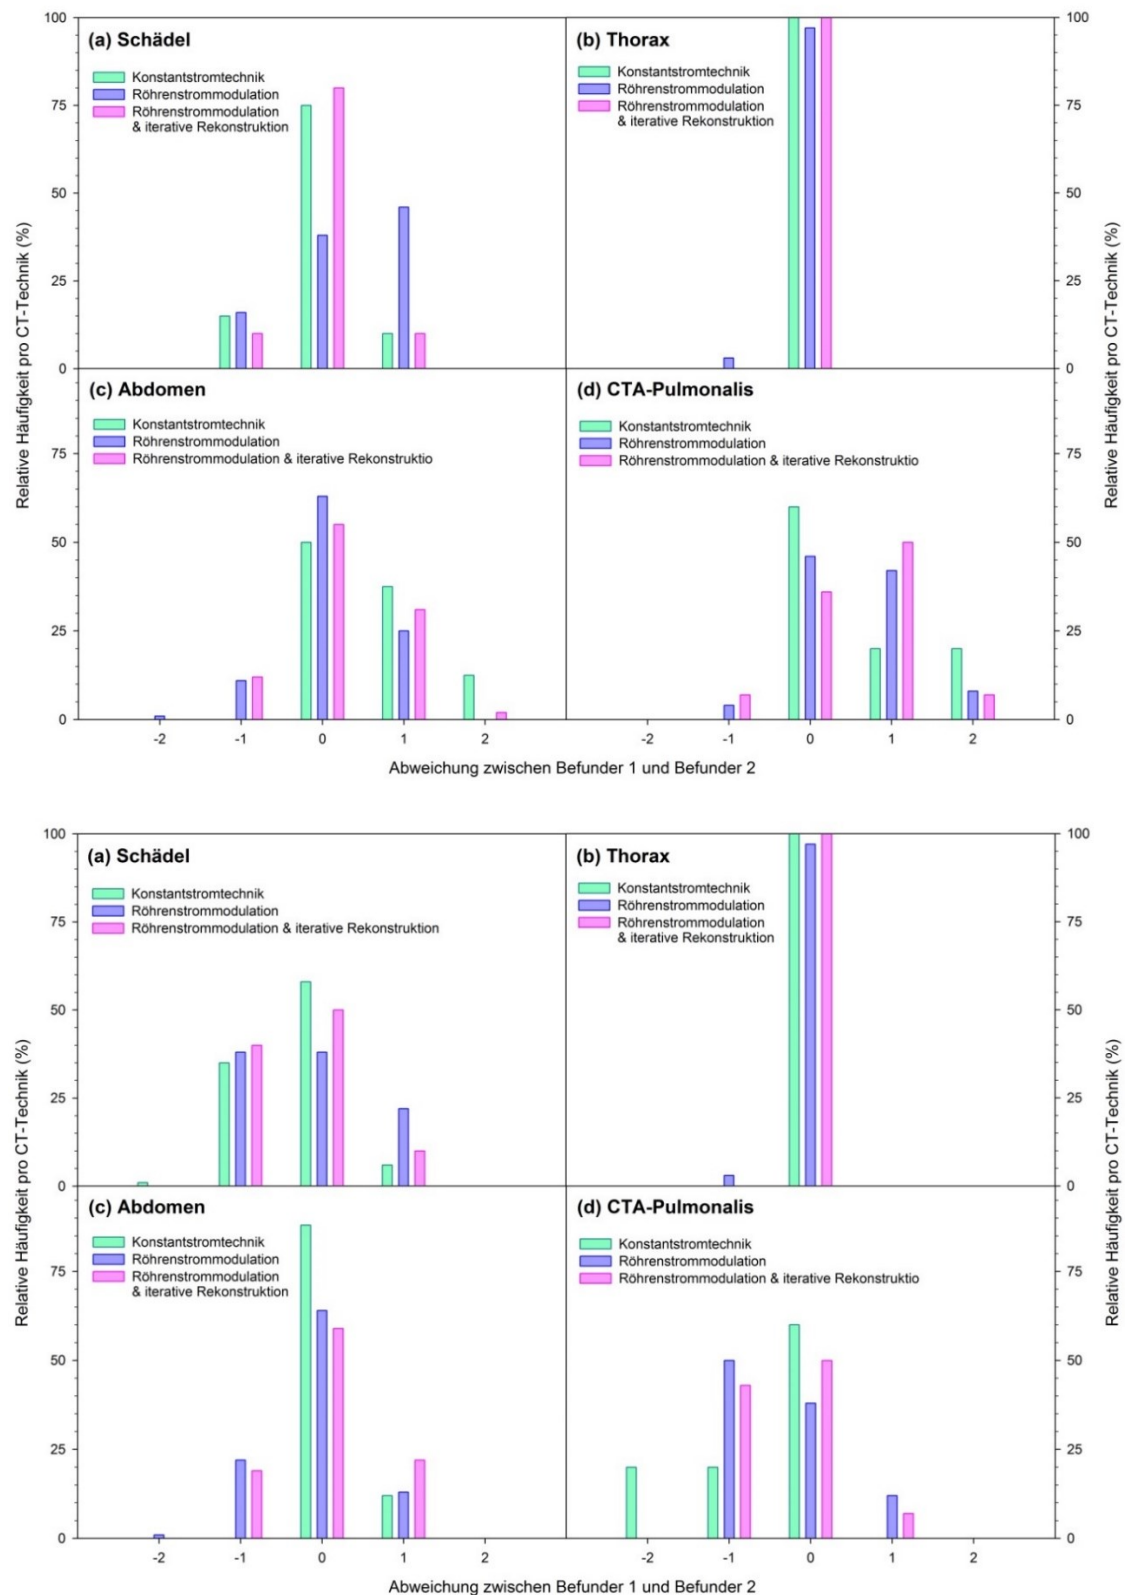 (a) Schädel
Konstantstromtechnik
Röhrenstrommodulation
Röhrenstrommodulation
& iterative Rekonstruktion
100
75
50
25
0
(b) Thorax
Konstantstromtechnik
Röhrenstrommodulation
Röhrenstrommodulation
& iterative Rekonstruktion
100
75
50
25
0
Relative Häufigkeit pro CT-Technik (%)
Relative Häufigkeit pro CT-Technik (%)
(c) Abdomen
Konstantstromtechnik
Röhrenstrommodulation
Röhrenstrommodulation & iterative Rekonstruktio
75
50
25
0
-2 -1 0 1 2
(d) CTA-Pulmonalis
Konstantstromtechnik
Röhrenstrommodulation
Röhrenstrommodulation & iterative Rekonstruktio
75
50
25
0
-2 -1 0 1 2
Abweichung zwischen Befunder 1 und Befunder 2
(a) Schädel
Konstantstromtechnik
Röhrenstrommodulation
Röhrenstrommodulation & iterative Rekonstruktion
100
75
50
25
0
(b) Thorax
Konstantstromtechnik
Röhrenstrommodulation
Röhrenstrommodulation
& iterative Rekonstruktion
100
75
50
25
0
Relative Häufigkeit pro CT-Technik (%)
Relative Häufigkeit pro CT-Technik (%)
(c) Abdomen
Konstantstromtechnik
Röhrenstrommodulation
Röhrenstrommodulation
& iterative Rekonstruktion
75
50
25
0
-2 -1 0 1 2
(d) CTA-Pulmonalis
Konstantstromtechnik
Röhrenstrommodulation
Röhrenstrommodulation & iterative Rekonstruktio
75
50
25
0
-2 -1 0 1 2
Abweichung zwischen Befunder 1 und Befunder 2